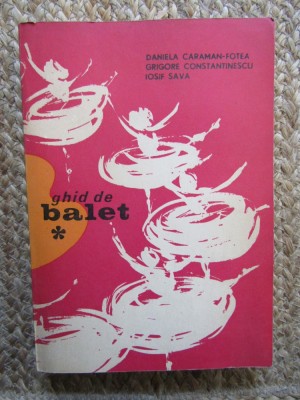 DANIELA CARAMAN-FOTEA
GRIGORE CONSTANTINESCU
IOSIF SAVA
ghid de
balet
*